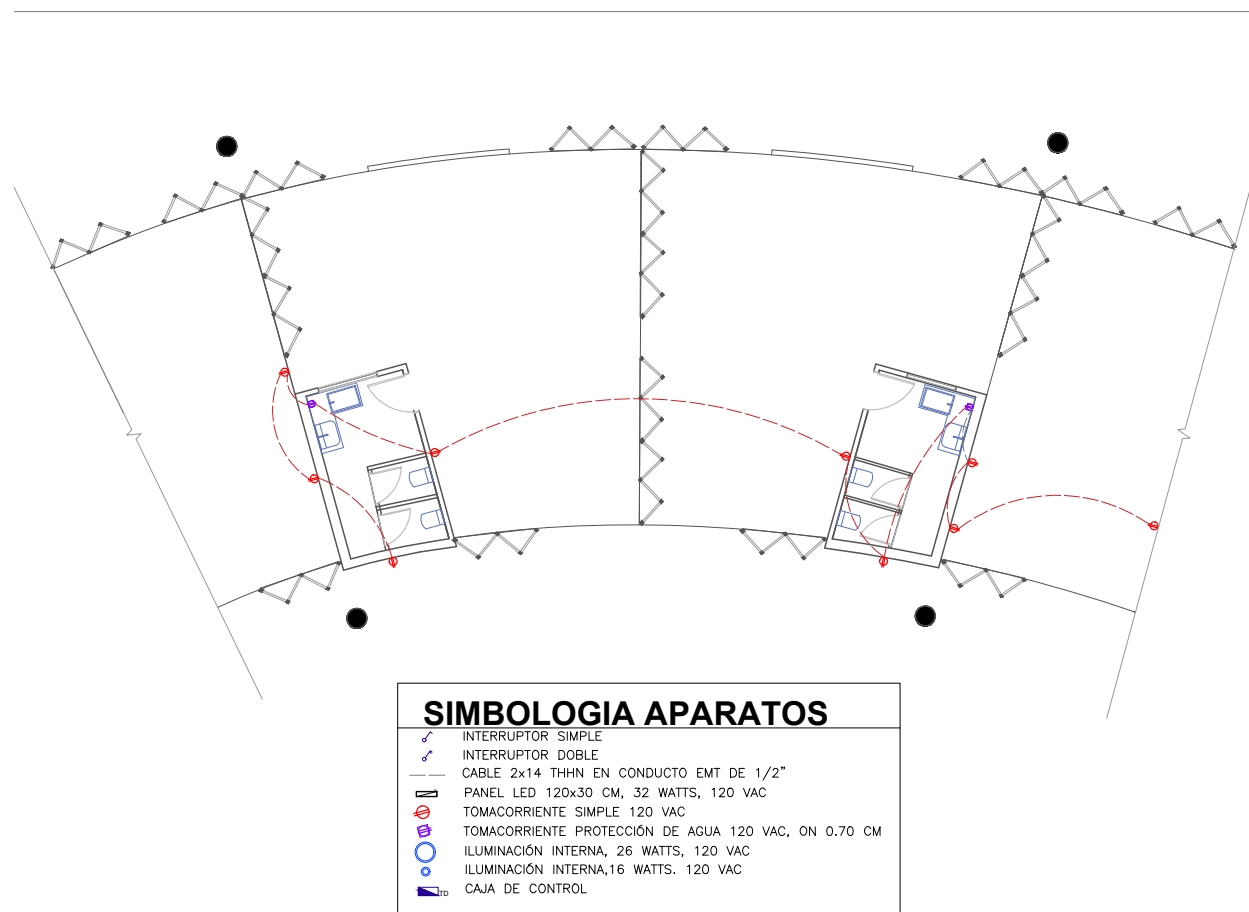 SIMBOLOGIA APARATOS
INTERRUPTOR SIMPLE
INTERRUPTOR DOBLE
CABLE 2x14 THHN EN CONDUCTO EMT DE 1/2”
PANEL LED 120x30 CM, 32 WATTS, 120 VAC
TOMACORRIENTE SIMPLE 120 VAC
TOMACORRIENTE PROTECCIÓN DE AGUA 120 VAC, ON 0.70 CM
ILUMINACIÓN INTERNA, 26 WATTS, 120 VAC
ILUMINACIÓN INTERNA,16 WATTS. 120 VAC
TD CAJA DE CONTROL